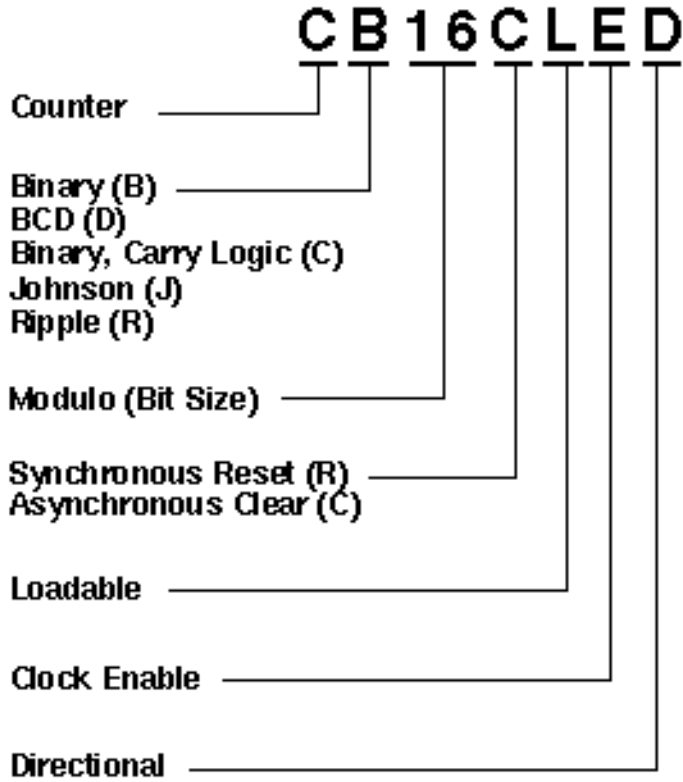 CB16CLED
Counter
Binary (B)
BCD (D)
Binary, Carry Logic (C)
Johnson (J)
Ripple (R)
Modulo (Bit Size)
Synchronous Reset (R)
Asynchronous Clear (C)
Loadable
Clock Enable
Directional